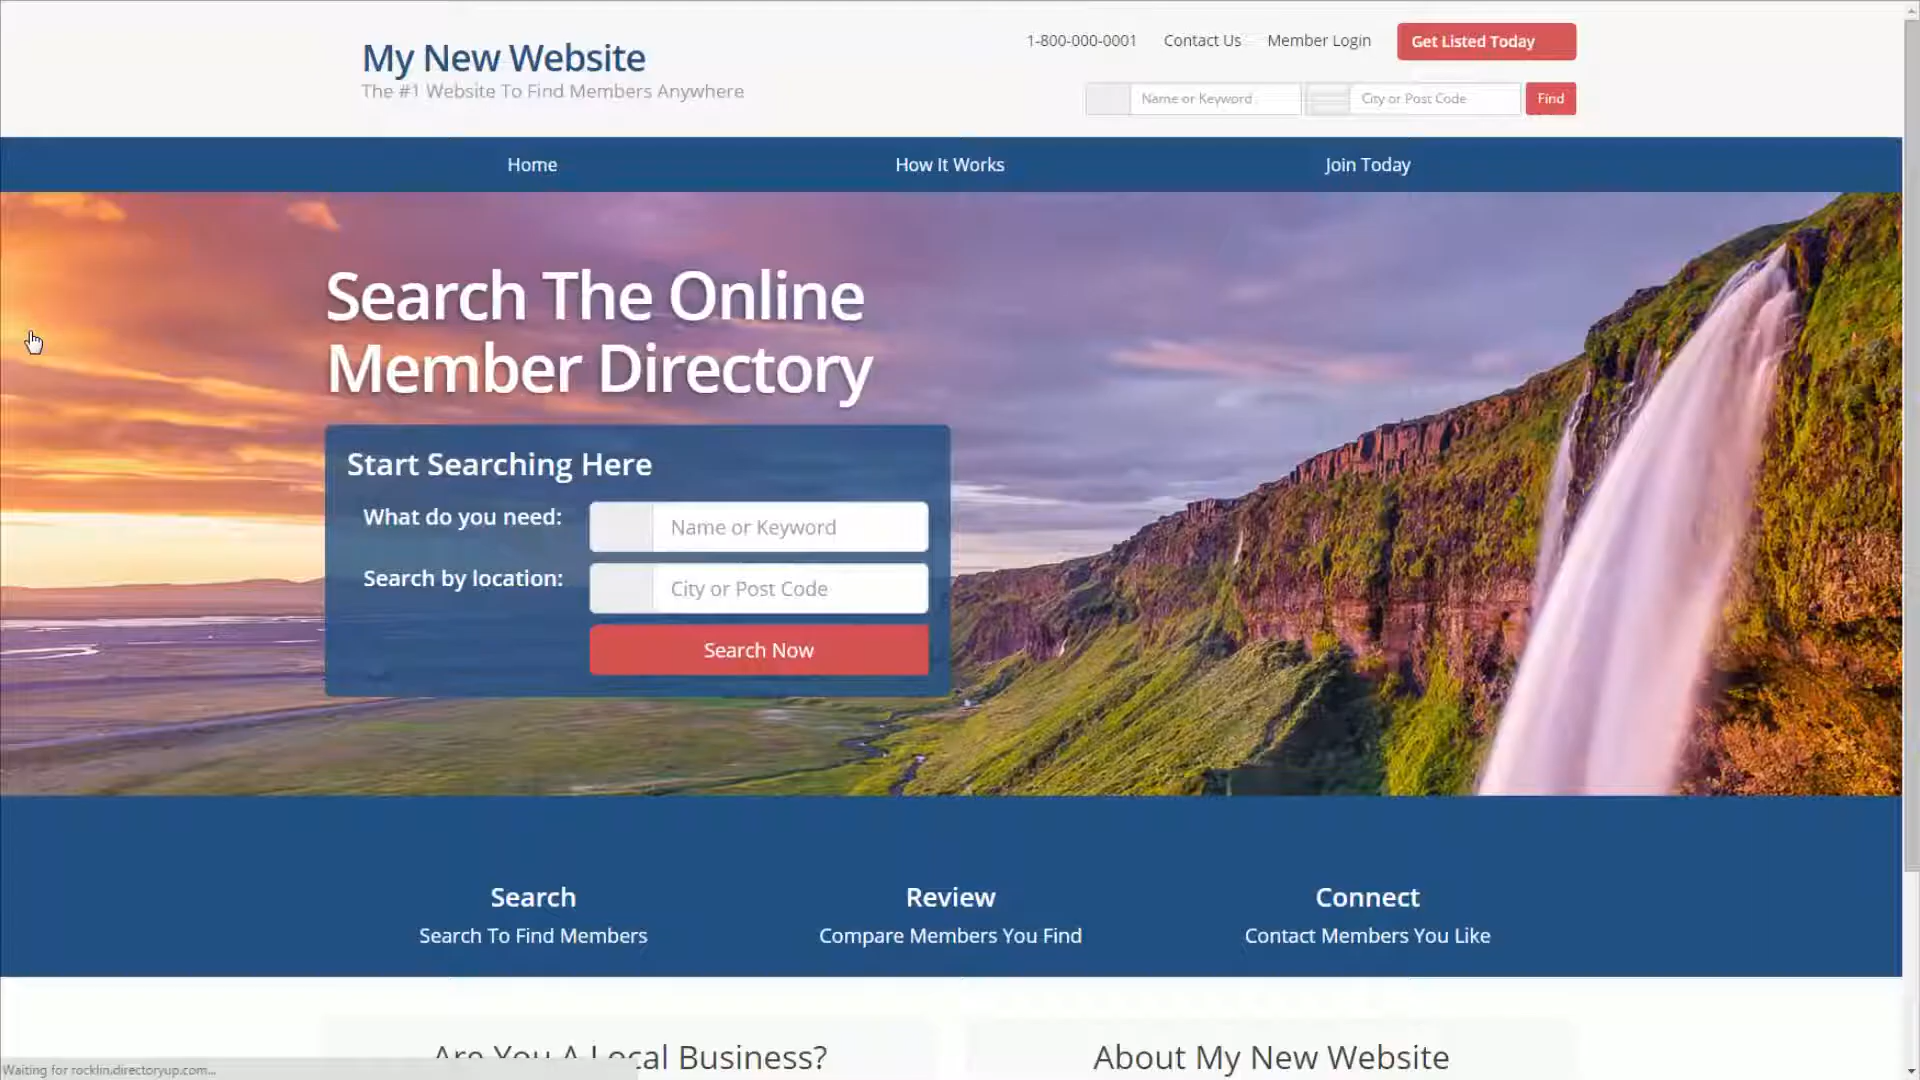 My New Website
The #1 Website To Find Members Anywhere
1-800-000-0001 Contact Us Member Login Get Listed Today
Name or Keyword City or Post Code Find
Home How It Works Join Today
Search The Online
Member Directory
Start Searching Here
What do you need: Name or Keyword
Search by location: City or Post Code
Search Now
Search Review Connect
Search To Find Members Compare Members You Find Contact Members You Like
Are You A Local Business? About My New Website
Waiting for rocklin.directoryup.com...